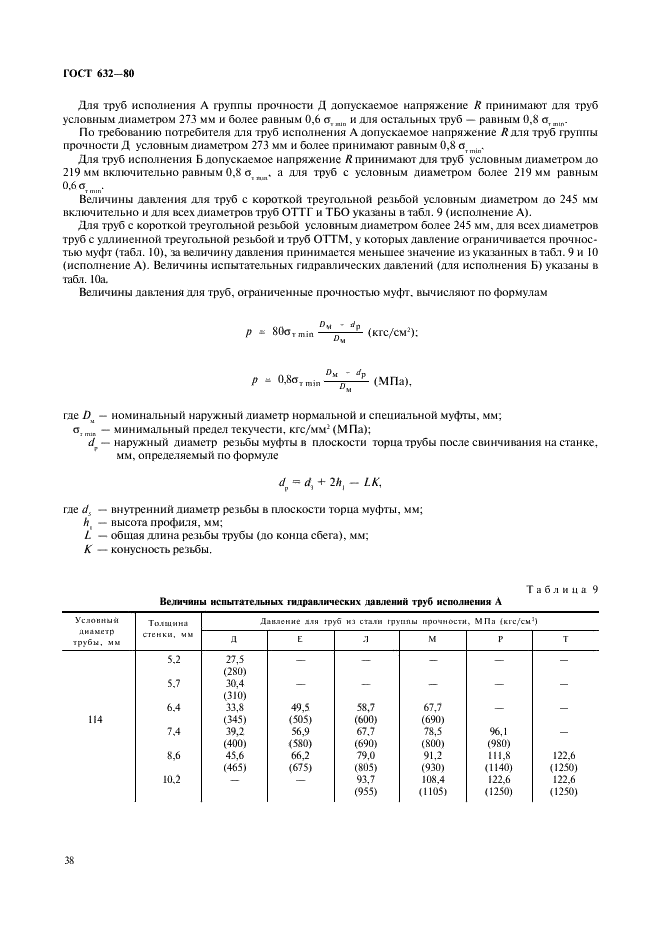 ГОСТ 632—80
Для труб исполнения А группы прочности Д допускаемое напряжение R принимают для труб
условным диаметром 273 мм и более равным 0,6 σт min и для остальных труб — равным 0,8 σт min.
По требованию потребителя для труб исполнения А допускаемое напряжение R для труб группы
прочности Д условным диаметром 273 мм и более принимают равным 0,8 σт min.
Для труб исполнения Б допускаемое напряжение R принимают для труб условным диаметром до
219 мм включительно равным 0,8 σт min, а для труб с условным диаметром более 219 мм равным
0,6 σт min.
Величины давления для труб с короткой треугольной резьбой условным диаметром до 245 мм
включительно и для всех диаметров труб ОТТГ и ТБО указаны в табл. 9 (исполнение А).
Для труб с короткой треугольной резьбой условным диаметром более 245 мм, для всех диаметров
труб с удлиненной треугольной резьбой и труб ОТТМ, у которых давление ограничивается прочнос-
тью муфт (табл. 10), за величину давления принимается меньшее значение из указанных в табл. 9 и 10
(исполнение А). Величины испытательных гидравлических давлений (для исполнения Б) указаны в
табл. 10а.
Величины давления для труб, ограниченные прочностью муфт, вычисляют по формулам
p = 80σт min (Dм - dр) / Dм (кгс/см²);
p = 0,8σт min (Dм - dр) / Dм (МПа),
где Dм — номинальный наружный диаметр нормальной и специальной муфты, мм;
σт min — минимальный предел текучести, кгс/мм² (МПа);
dр — наружный диаметр резьбы муфты в плоскости торца трубы после свинчивания на станке,
мм, определяемый по формуле
dр = d5 + 2h1 — LK,
где d5 — внутренний диаметр резьбы в плоскости торца муфты, мм;
h1 — высота профиля, мм;
L — общая длина резьбы трубы (до конца сбега), мм;
K — конусность резьбы.
Таблица 9
Величины испытательных гидравлических давлений труб исполнения А
Условный диаметр трубы, мм | Толщина стенки, мм | Давление для труб из стали группы прочности, МПа (кгс/см²)
Д Е Л М Р Т
5,2 27,5 — — — — —
(280)
5,7 30,4 — — — — —
(310)
6,4 33,8 49,5 58,7 67,7 — —
114 (345) (505) (600) (690)
7,4 39,2 56,9 67,7 78,5 96,1 —
(400) (580) (690) (800) (980)
8,6 45,6 66,2 79,0 91,2 111,8 122,6
(465) (675) (805) (930) (1140) (1250)
10,2 — — 93,7 108,4 122,6 122,6
(955) (1105) (1250) (1250)
38